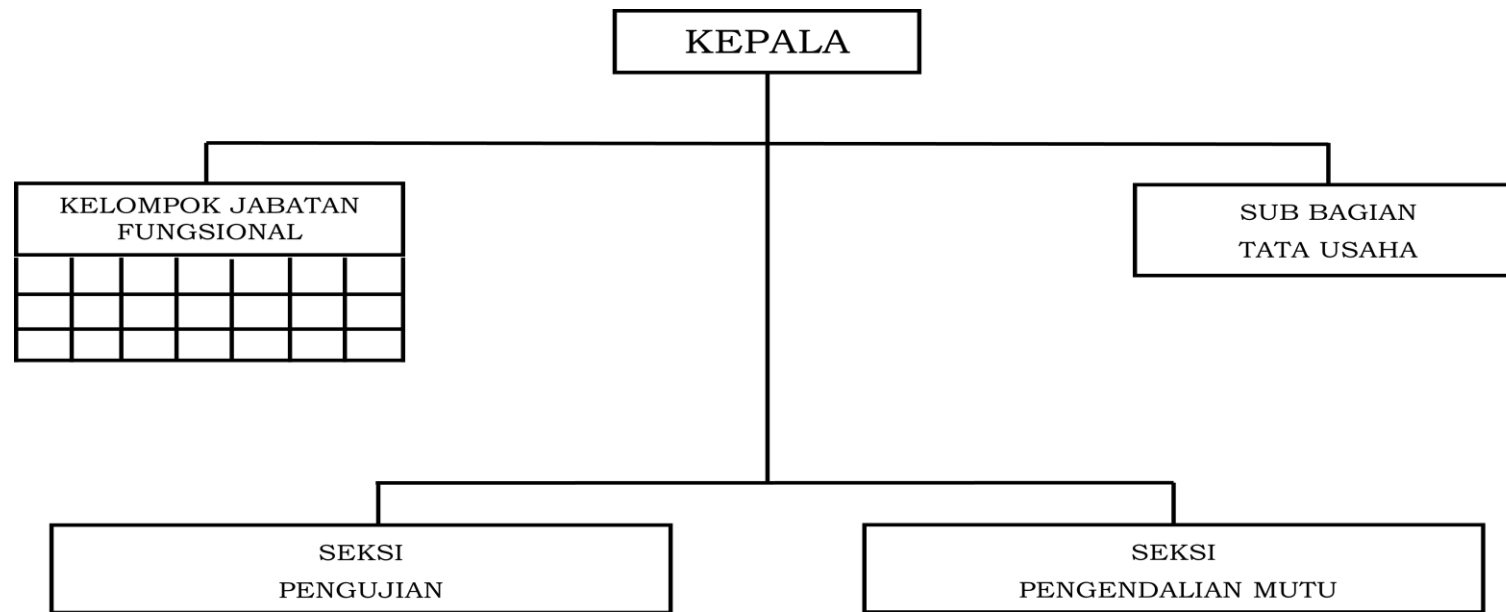 KEPALA
KELOMPOK JABATAN
FUNGSIONAL
SUB BAGIAN
TATA USAHA
SEKSI
PENGUJIAN
SEKSI
PENGENDALIAN MUTU